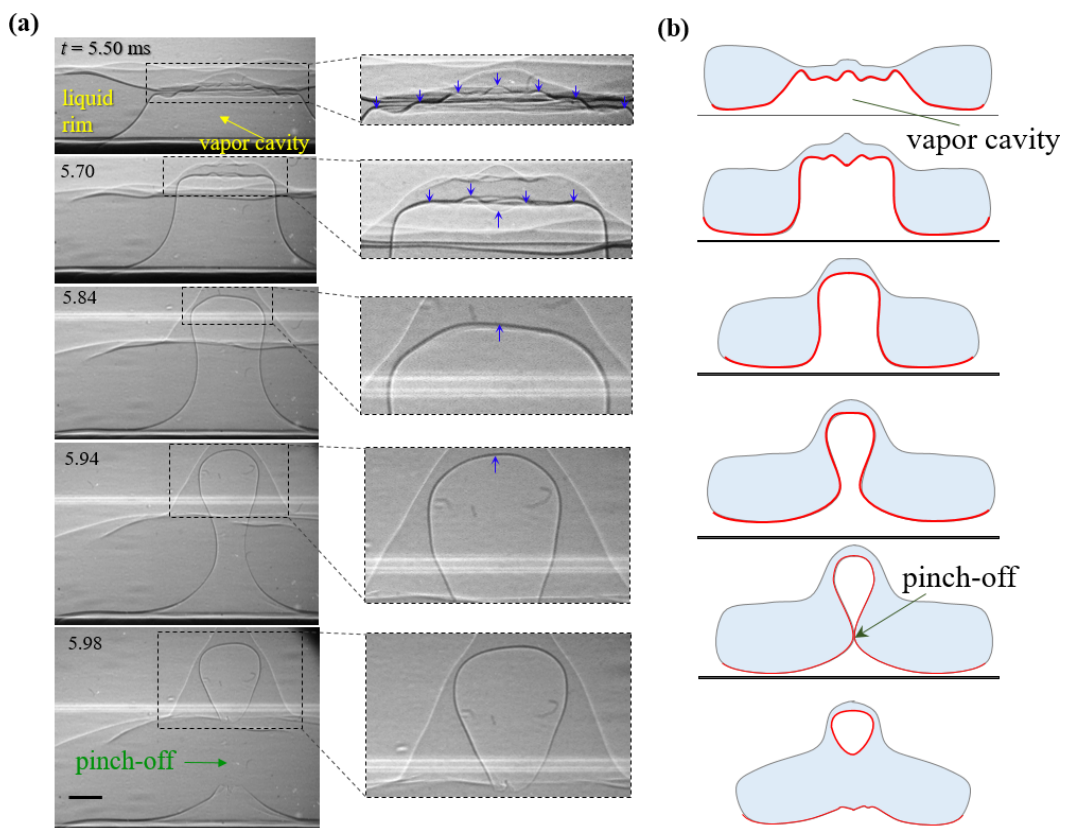 (a)
t = 5.50 ms
liquid
rim
vapor cavity
5.70
5.84
5.94
5.98
pinch-off
(b)
vapor cavity
pinch-off